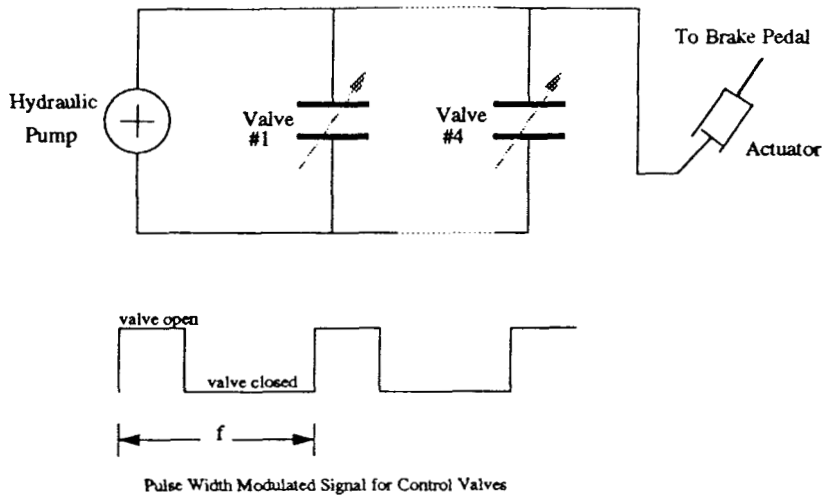 To Brake Pedal
Hydraulic
Pump
Valve
#1
Valve
#4
Actuator
valve open
valve closed
f
Pulse Width Modulated Signal for Control Valves